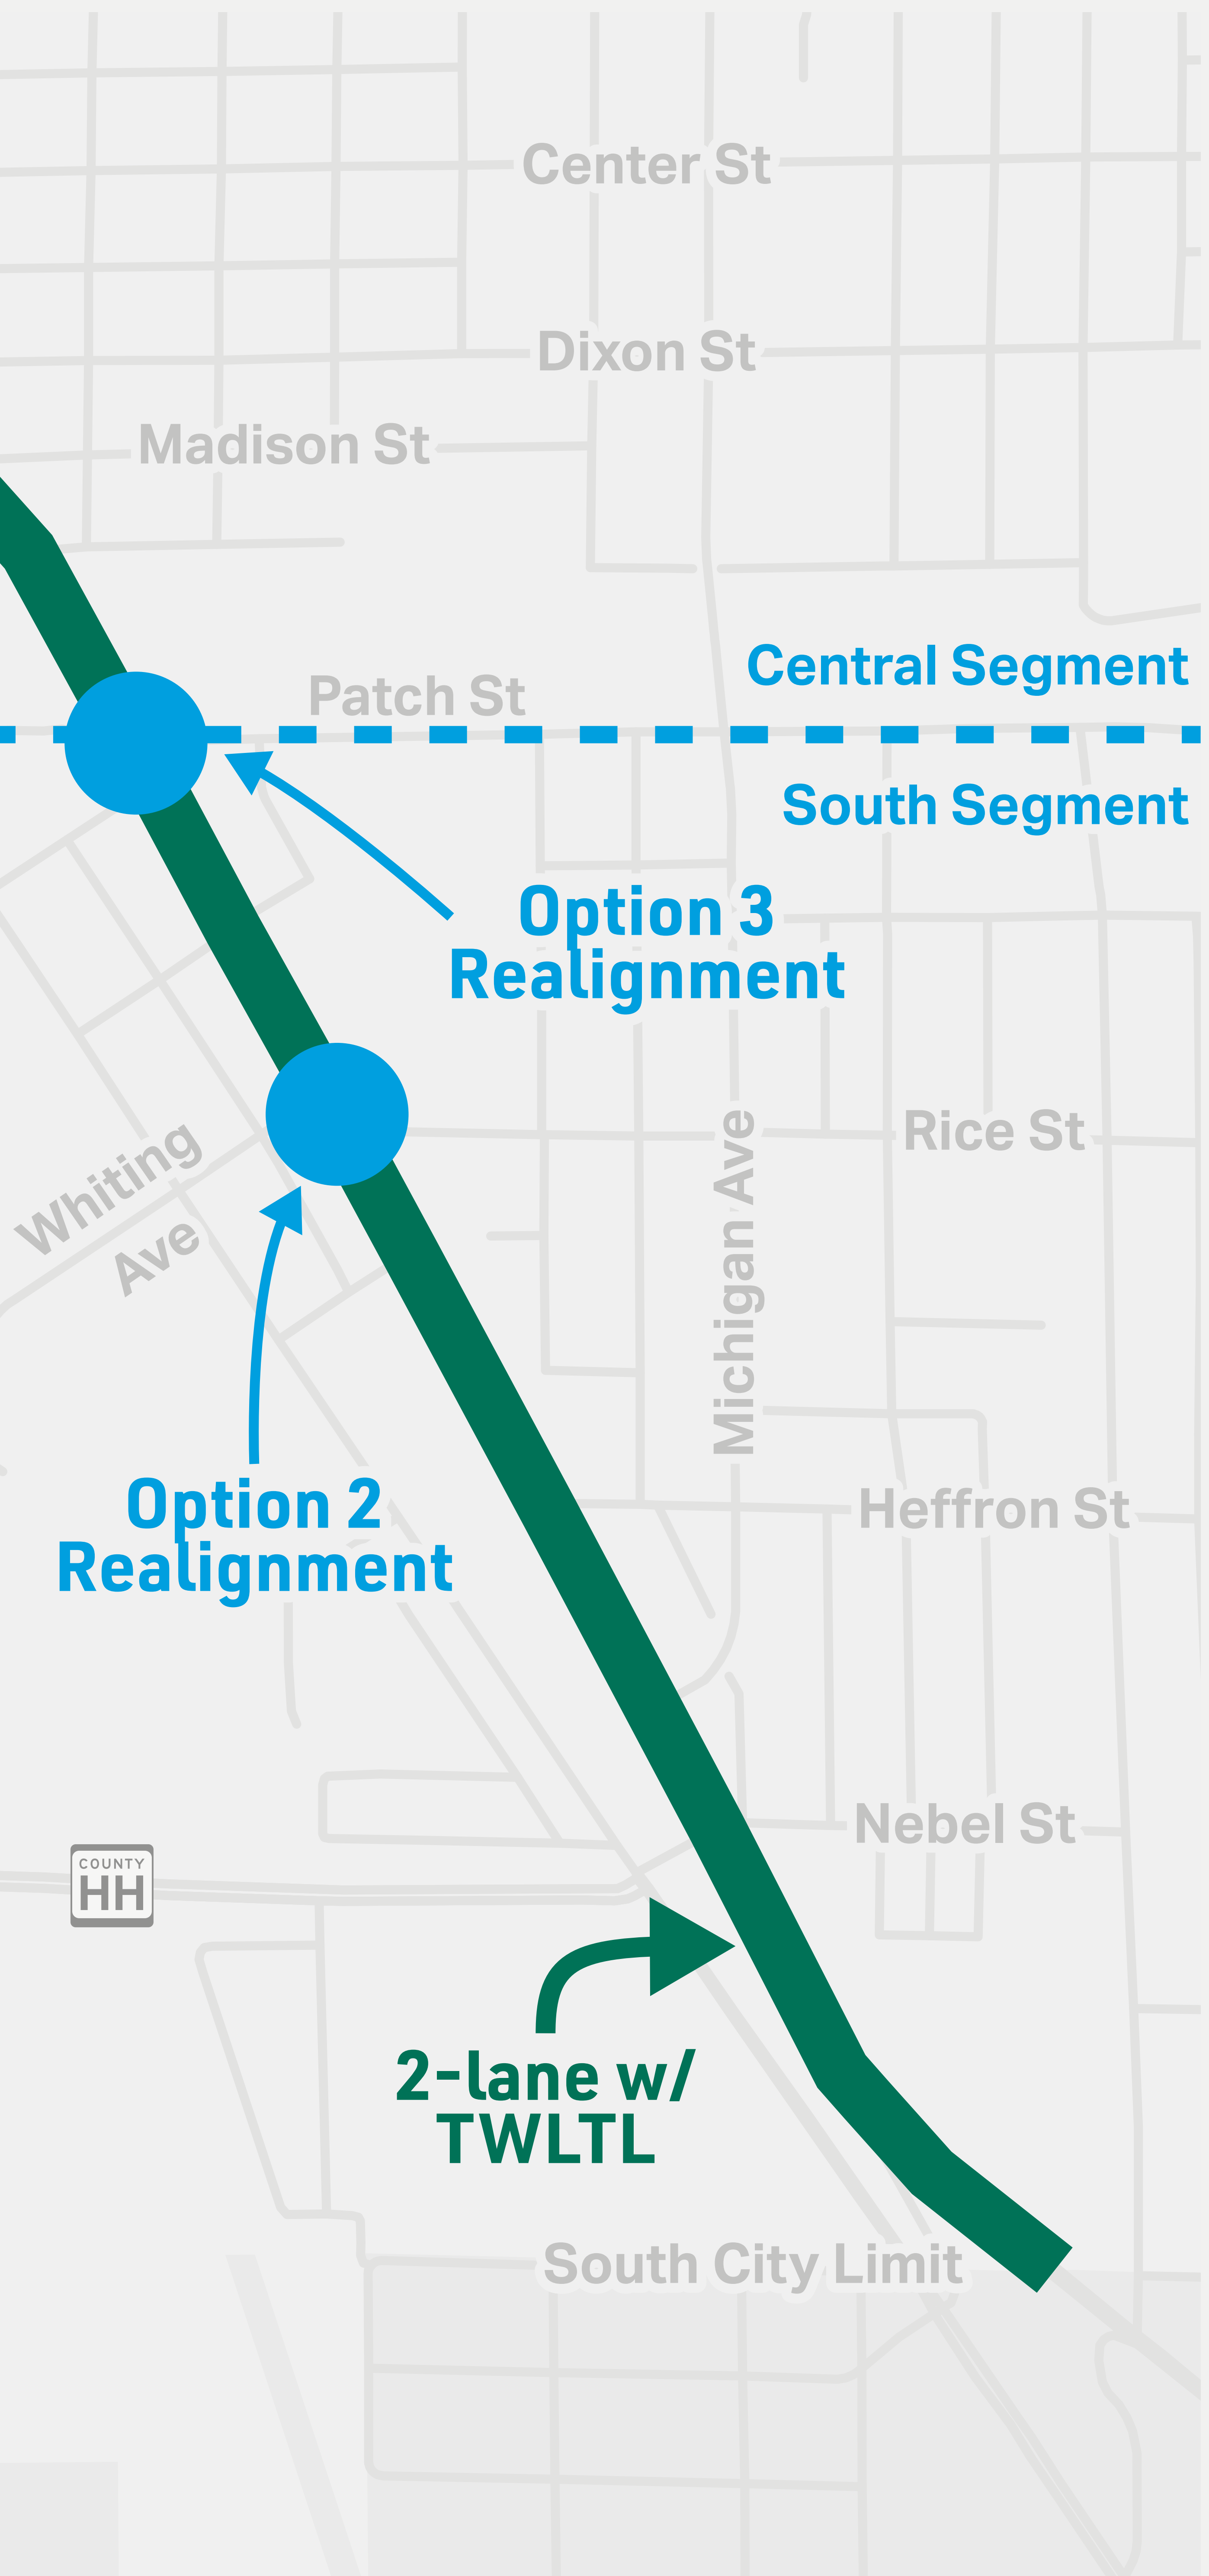 Center St
Dixon St
Madison St
Central Segment
Patch St
South Segment
Option 3
Realignment
Rice St
Whiting
Ave
Michigan Ave
Option 2
Realignment
Heffron St
Nebel St
COUNTY
HH
2-lane w/
TWLTL
South City Limit